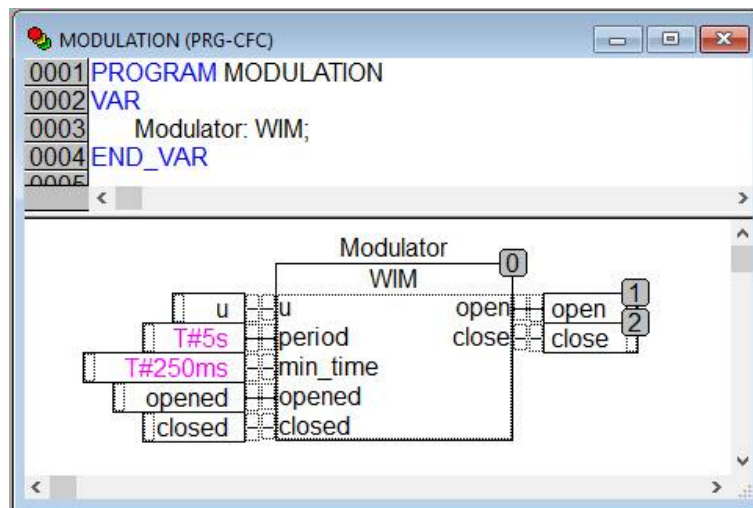 MODULATION (PRG-CFC)
0001 PROGRAM MODULATION
0002 VAR
0003 Modulator: WIM;
0004 END_VAR
0005
Modulator
0
WIM
u u open open 1
T#5s period close close 2
T#250ms min_time
opened opened
closed closed